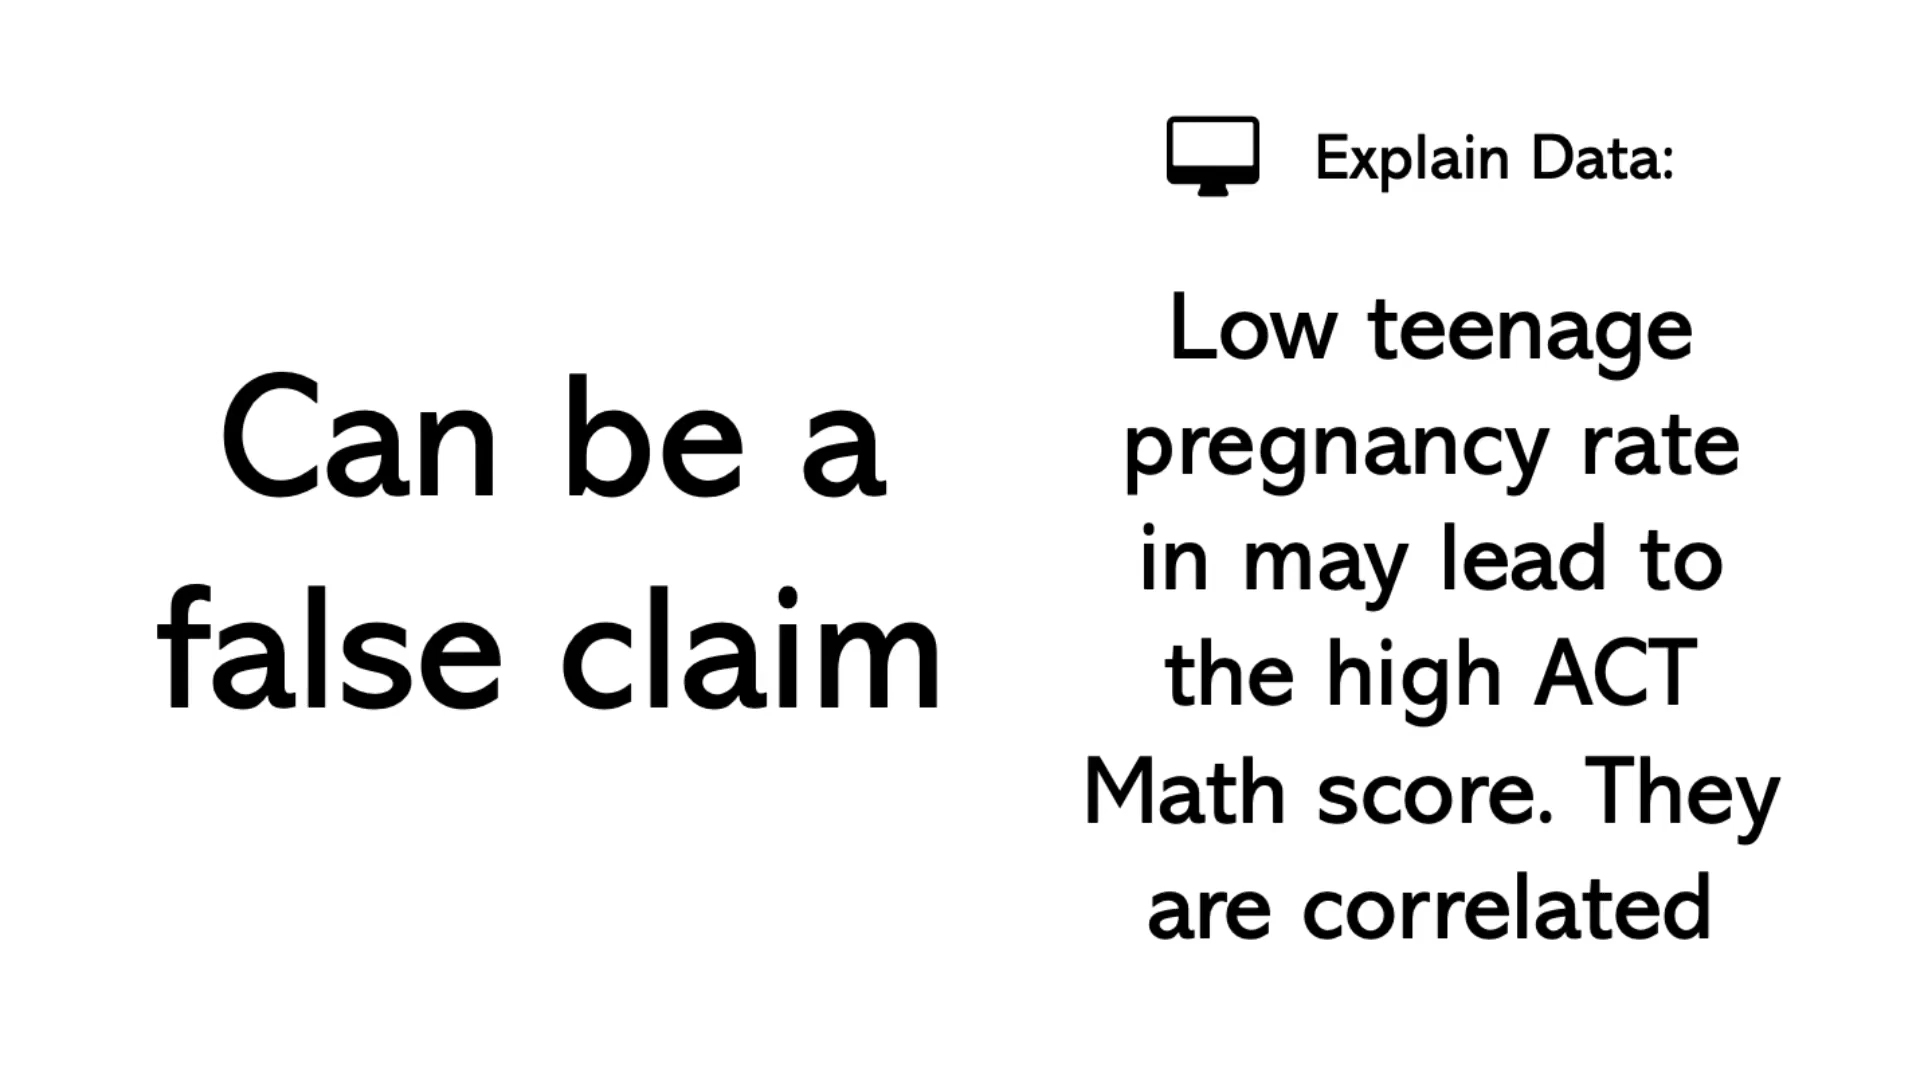 Can be a
false claim
Explain Data:
Low teenage
pregnancy rate
in may lead to
the high ACT
Math score. They
are correlated